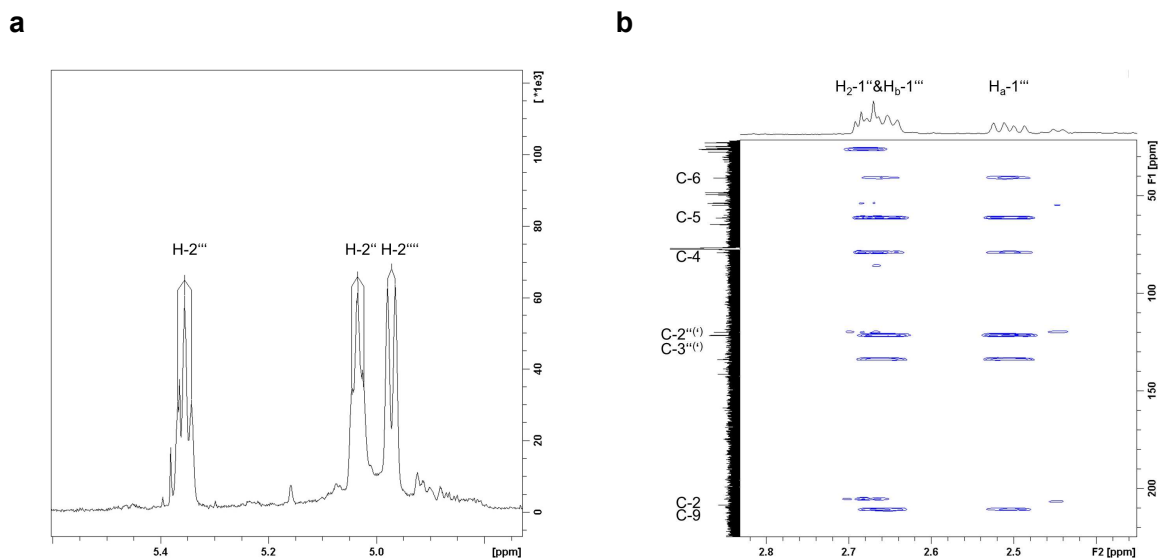 a
b
[*1e3]
100
80
60
40
20
0
H-2‘‘‘
H-2‘‘
H-2‘‘‘‘
5.4
5.2
5.0
[ppm]
H₂-1‘‘&H_b-1‘‘‘
H_a-1‘‘‘
C-6
C-5
C-4
C-2‘‘(‘)
C-3‘‘(‘)
C-2
C-9
F1 [ppm]
50
100
150
200
2.8
2.7
2.6
2.5
F2 [ppm]